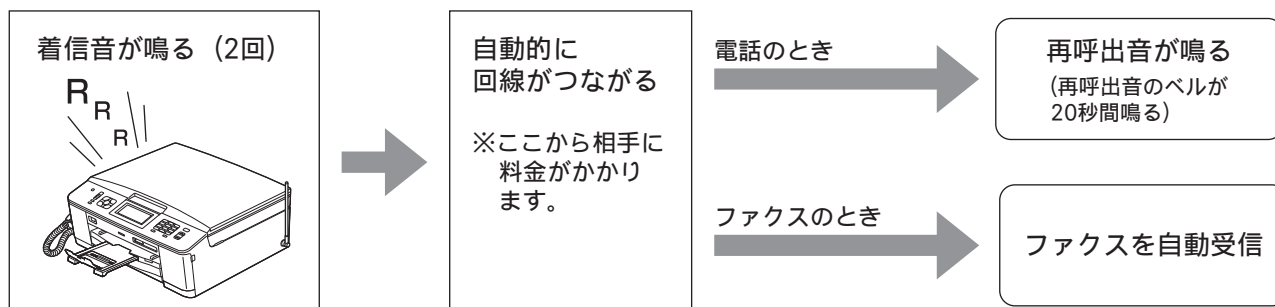 着信音が鳴る(2回)
R
R
R
自動的に
回線がつながる
※ここから相手に
料金がかかり
ます。
電話のとき
再呼出音が鳴る
(再呼出音のベルが
20秒間鳴る)
ファクスのとき
ファクスを自動受信